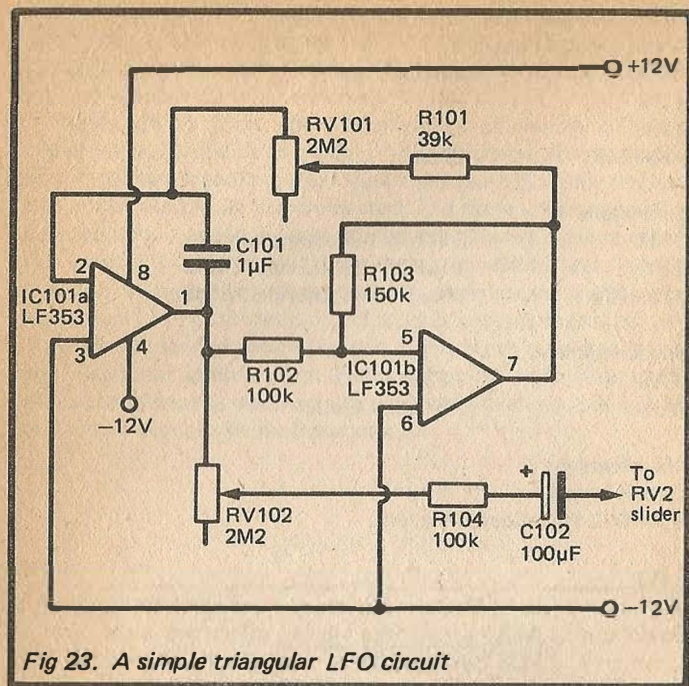 +12V
RV101
2M2
R101
39k
C101
1µF
2
8
IC101a
LF353
3
4
R103
150k
5
7
IC101b
LF353
6
R102
100k
−12V
RV102
2M2
R104
100k
+
C102
100µF
To
RV2
slider
−12V
Fig 23. A simple triangular LFO circuit